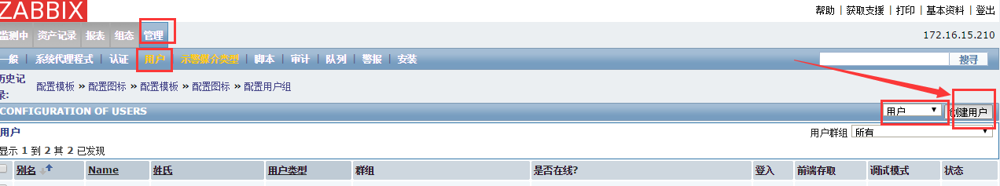 ZABBIX
帮助 | 获取支援 | 打印 | 基本资料 | 登出
监测中 资产记录 报表 组态 管理 172.16.15.210
一般 | 系统代理程式 | 认证 | 用户 | 示警媒介类型 | 脚本 | 审计 | 队列 | 警报 | 安装 搜寻
历史记录: 配置模板 » 配置图标 » 配置模板 » 配置图标 » 配置用户组
CONFIGURATION OF USERS 用户 创建用户
用户 用户群组 所有
显示 1 到 2 其 2 已发现
别名 Name 姓氏 用户类型 群组 是否在线? 登入 前端存取 调试模式 状态